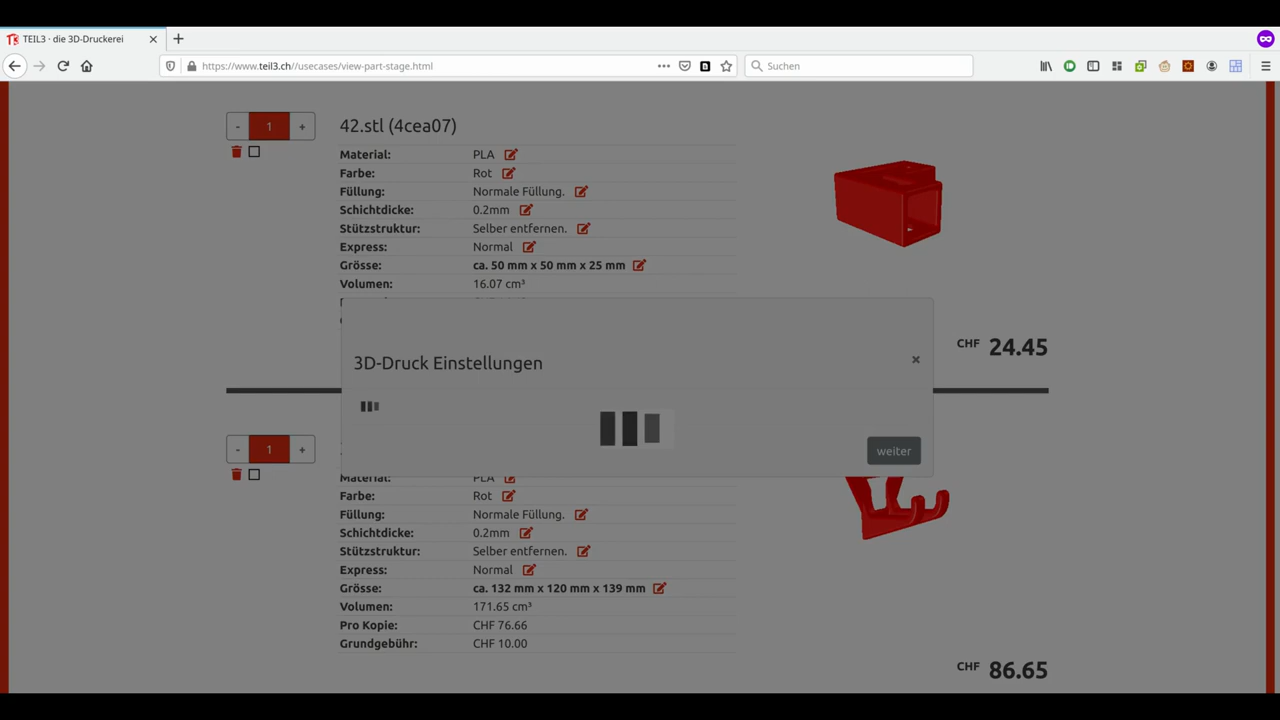 TEIL3 · die 3D-Druckerei
https://www.teil3.ch//usecases/view-part-stage.html
Suchen
- 1 +
42.stl (4cea07)
Material: PLA
Farbe: Rot
Füllung: Normale Füllung.
Schichtdicke: 0.2mm
Stützstruktur: Selber entfernen.
Express: Normal
Grösse: ca. 50 mm x 50 mm x 25 mm
Volumen: 16.07 cm³
CHF 24.45
3D-Druck Einstellungen ×
weiter
- 1 +
Material: PLA
Farbe: Rot
Füllung: Normale Füllung.
Schichtdicke: 0.2mm
Stützstruktur: Selber entfernen.
Express: Normal
Grösse: ca. 132 mm x 120 mm x 139 mm
Volumen: 171.65 cm³
Pro Kopie: CHF 76.66
Grundgebühr: CHF 10.00
CHF 86.65